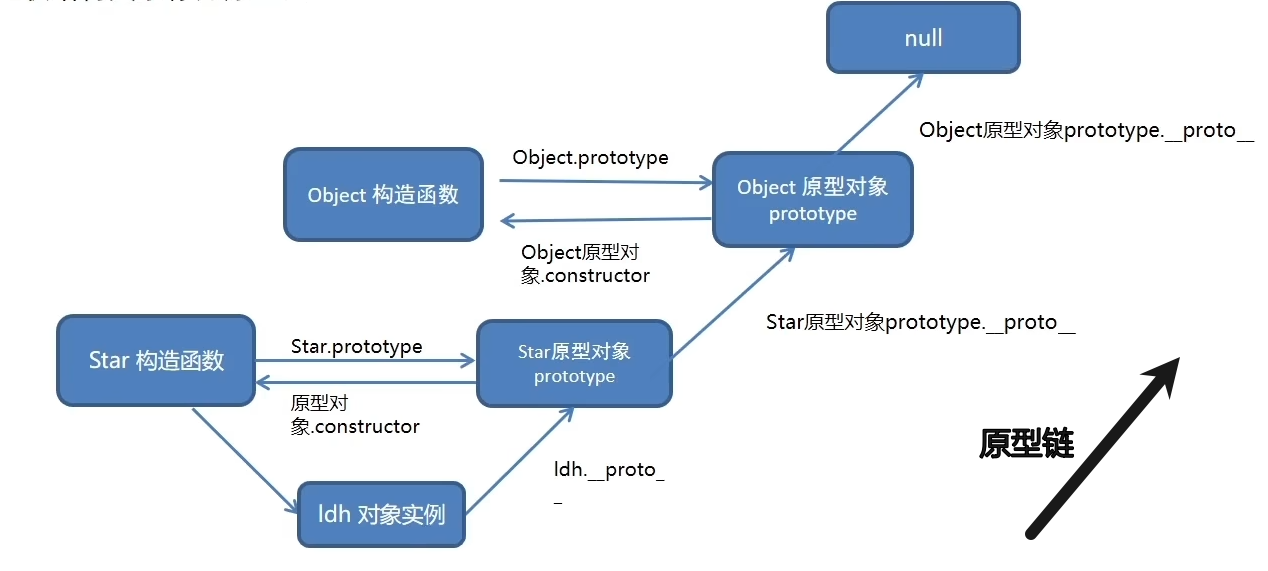 null
Object原型对象prototype.__proto__
Object.prototype
Object 构造函数
Object 原型对象
prototype
Object原型对
象.constructor
Star原型对象prototype.__proto__
Star 构造函数
Star.prototype
Star原型对象
prototype
原型对
象.constructor
原型链
ldh.__proto_
_
ldh 对象实例